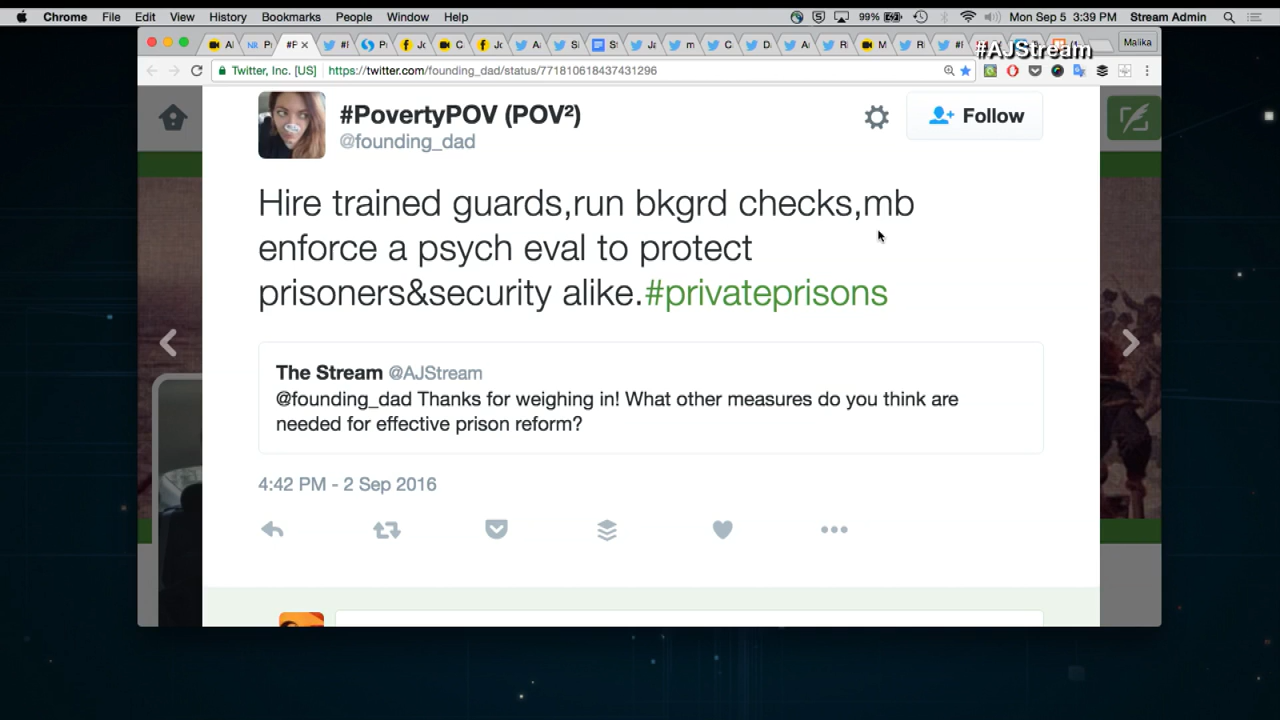 Chrome File Edit View History Bookmarks People Window Help 99% Mon Sep 5 3:39 PM Stream Admin
Malika
#AJStream
Twitter, Inc. [US] https://twitter.com/founding_dad/status/771810618437431296
#PovertyPOV (POV²)
@founding_dad
Follow
Hire trained guards,run bkgrd checks,mb
enforce a psych eval to protect
prisoners&security alike.#privateprisons
The Stream @AJStream
@founding_dad Thanks for weighing in! What other measures do you think are
needed for effective prison reform?
4:42 PM - 2 Sep 2016